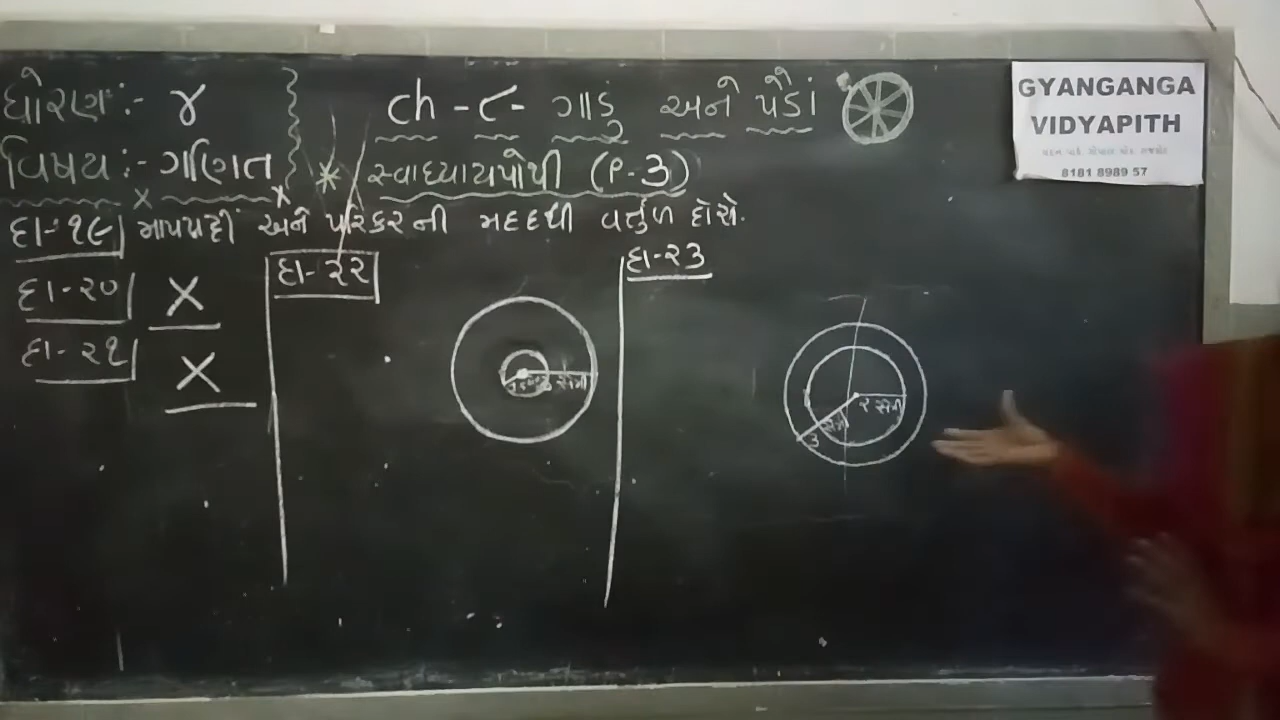 ધોરણ:- ૪
વિષય:- ગણિત
ch - ૮ - ગાડું અને પૈડાં
* સ્વાધ્યાયપોથી (P-3)
GYANGANGA
VIDYAPITH
8181 8989 57
દા-૧૯ માપપટ્ટી અને પરિકરની મદદથી વર્તુળ દોરો.
દા-૨૦ X
દા-૨૧ X
દા-૨૨
સેમી
દા-૨૩
૨ સેમી
૩ સેમી